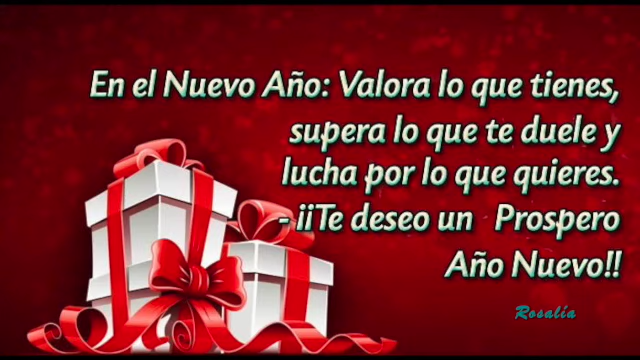 En el Nuevo Año: Valora lo que tienes,
supera lo que te duele y
lucha por lo que quieres.
- ¡¡Te deseo un Prospero
Año Nuevo!!
Rosalía